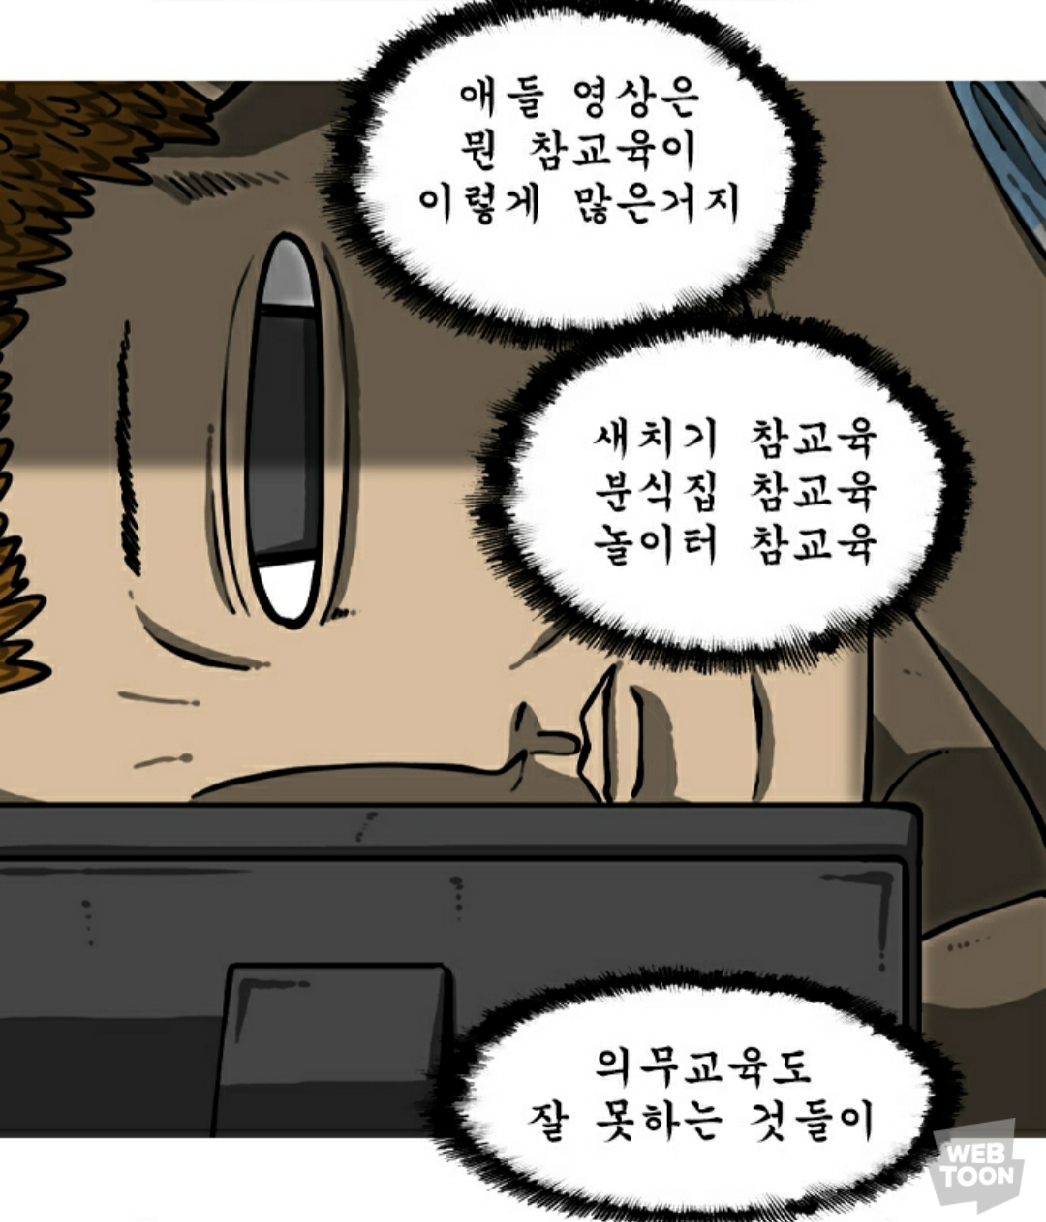 애들 영상은
뭔 참교육이
이렇게 많은거지
새치기 참교육
분식집 참교육
놀이터 참교육
의무교육도
잘 못하는 것들이
WEB
TOON